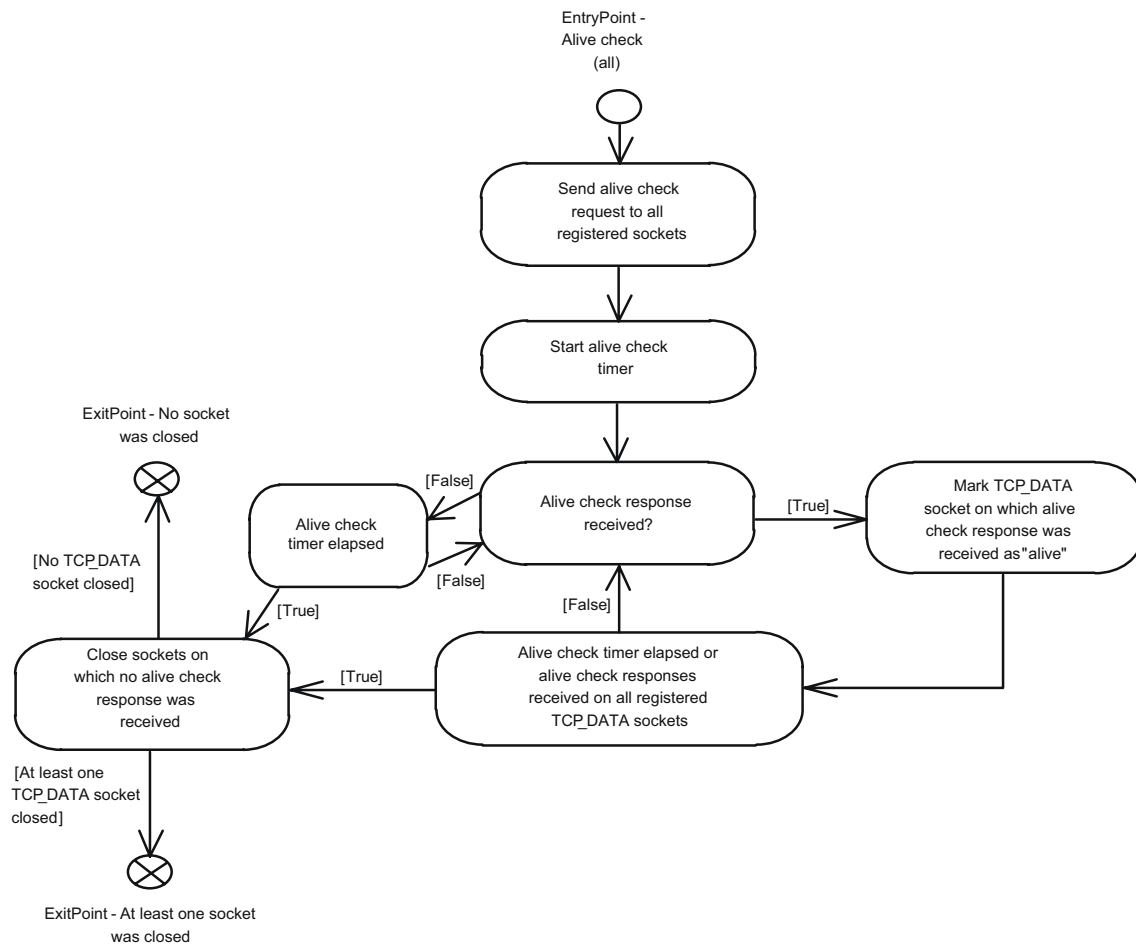 EntryPoint -
Alive check
(all)
Send alive check
request to all
registered sockets
Start alive check
timer
ExitPoint - No socket
was closed
[False]
Alive check response
received?
[True]
Mark TCP_DATA
socket on which alive
check response was
received as"alive"
Alive check
timer elapsed
[No TCP_DATA
socket closed]
[False]
[True]
[False]
Close sockets on
which no alive check
response was
received
[True]
Alive check timer elapsed or
alive check responses
received on all registered
TCP_DATA sockets
[At least one
TCP_DATA socket
closed]
ExitPoint - At least one socket
was closed